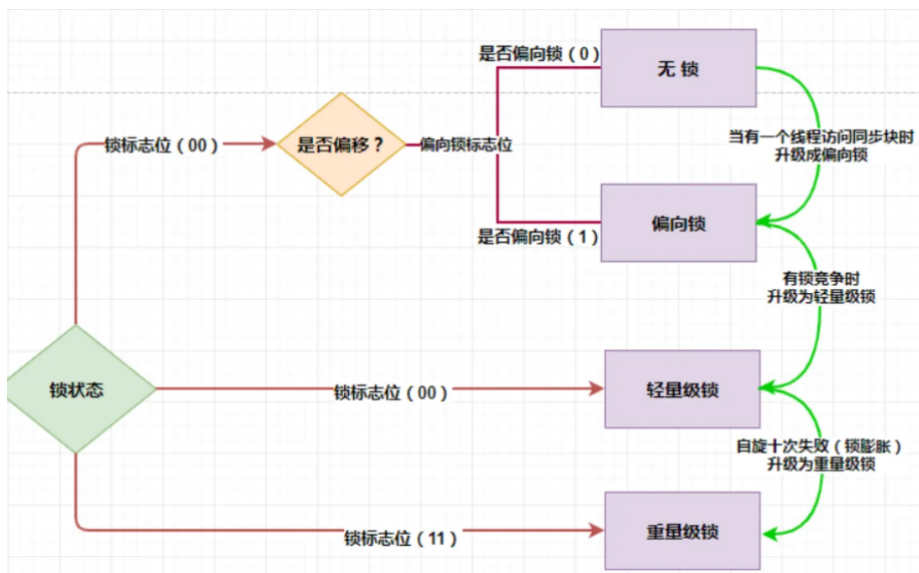 是否偏向锁（0）
无 锁
锁标志位（00）
是否偏移？
偏向锁标志位
当有一个线程访问同步块时
升级成偏向锁
是否偏向锁（1）
偏向锁
有锁竞争时
升级为轻量级锁
锁状态
锁标志位（00）
轻量级锁
自旋十次失败（锁膨胀）
升级为重量级锁
锁标志位（11）
重量级锁